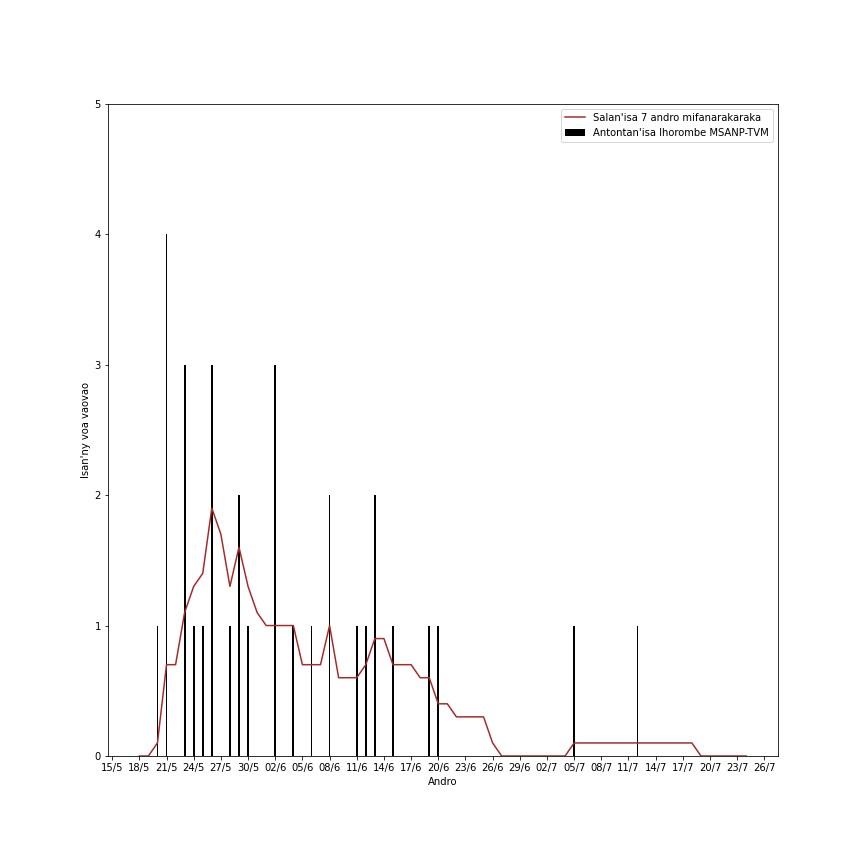 Salan'isa 7 andro mifanarakaraka
Antontan'isa Ihorombe MSANP-TVM
5
4
3
2
1
0
Isan'ny voa vaovao
15/5 18/5 21/5 24/5 27/5 30/5 02/6 05/6 08/6 11/6 14/6 17/6 20/6 23/6 26/6 29/6 02/7 05/7 08/7 11/7 14/7 17/7 20/7 23/7 26/7
Andro